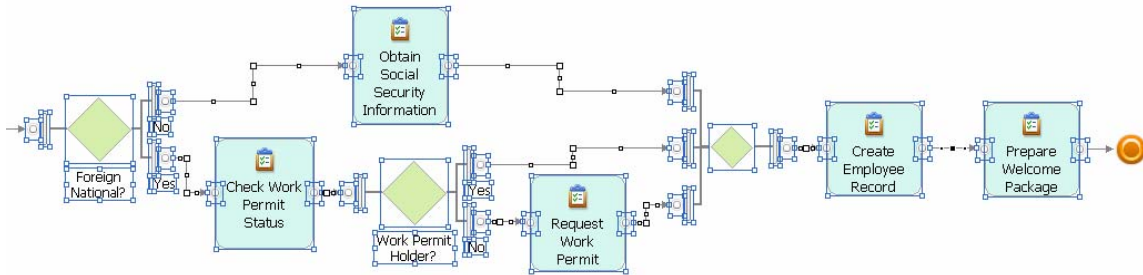 Foreign
National?
No
Yes
Obtain
Social
Security
Information
Check Work
Permit
Status
Work Permit
Holder?
Yes
No
Request
Work
Permit
Create
Employee
Record
Prepare
Welcome
Package